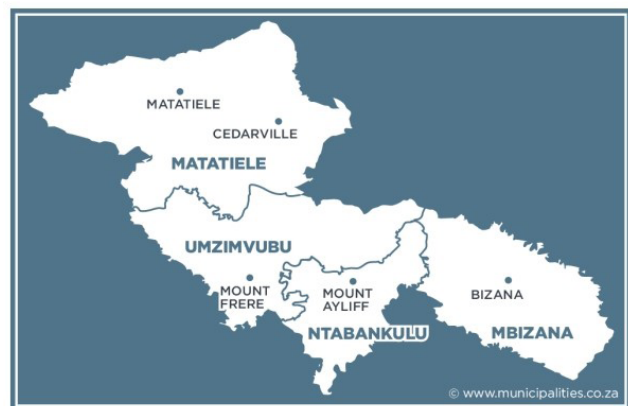 MATATIELE
CEDARVILLE
MATATIELE
UMZIMVUBU
MOUNT
FRERE
MOUNT
AYLIFF
BIZANA
NTABANKULU
MBIZANA
© www.municipalities.co.za